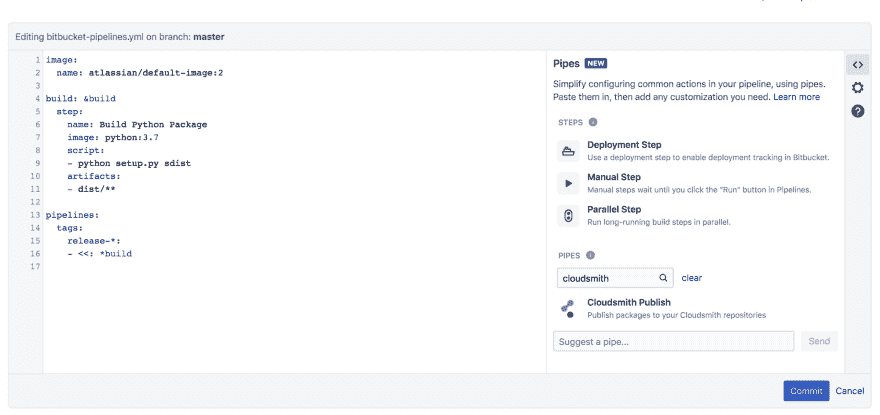 Editing bitbucket-pipelines.yml on branch: master
1 image:
2 name: atlassian/default-image:2
3
4 build: &build
5 step:
6 name: Build Python Package
7 image: python:3.7
8 script:
9 - python setup.py sdist
10 artifacts:
11 - dist/**
12
13 pipelines:
14 tags:
15 release-*:
16 - <<: *build
17
Pipes NEW
Simplify configuring common actions in your pipeline, using pipes.
Paste them in, then add any customization you need. Learn more
STEPS
Deployment Step
Use a deployment step to enable deployment tracking in Bitbucket.
Manual Step
Manual steps wait until you click the "Run" button in Pipelines.
Parallel Step
Run long-running build steps in parallel.
PIPES
cloudsmith clear
Cloudsmith Publish
Publish packages to your Cloudsmith repositories
Suggest a pipe... Send
Commit Cancel